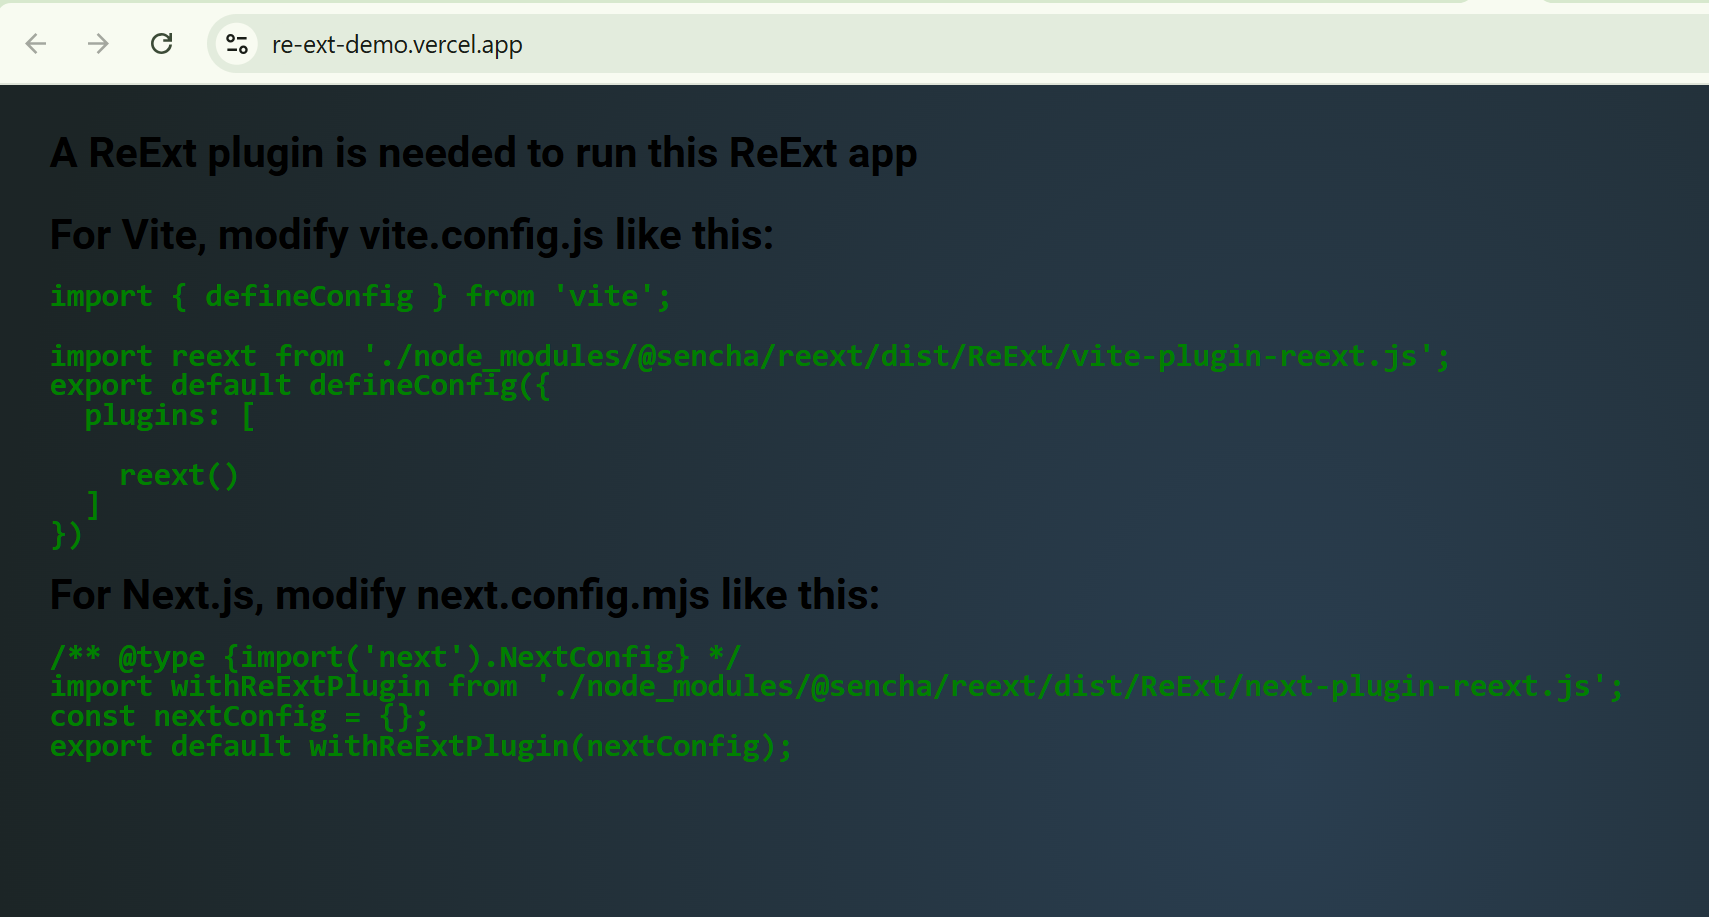 re-ext-demo.vercel.app
A ReExt plugin is needed to run this ReExt app
For Vite, modify vite.config.js like this:
import { defineConfig } from 'vite';
import reext from './node_modules/@sencha/reext/dist/ReExt/vite-plugin-reext.js';
export default defineConfig({
  plugins: [
    reext()
  ]
})
For Next.js, modify next.config.mjs like this:
/** @type {import('next').NextConfig} */
import withReExtPlugin from './node_modules/@sencha/reext/dist/ReExt/next-plugin-reext.js';
const nextConfig = {};
export default withReExtPlugin(nextConfig);